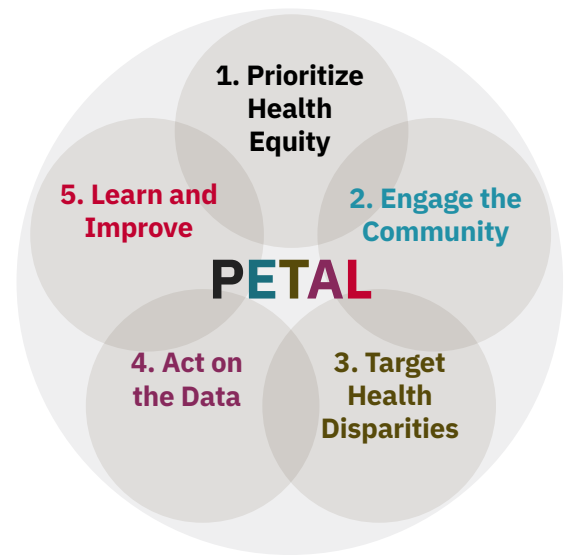 1. Prioritize
Health
Equity
2. Engage the
Community
3. Target
Health
Disparities
4. Act on
the Data
5. Learn and
Improve
PETAL